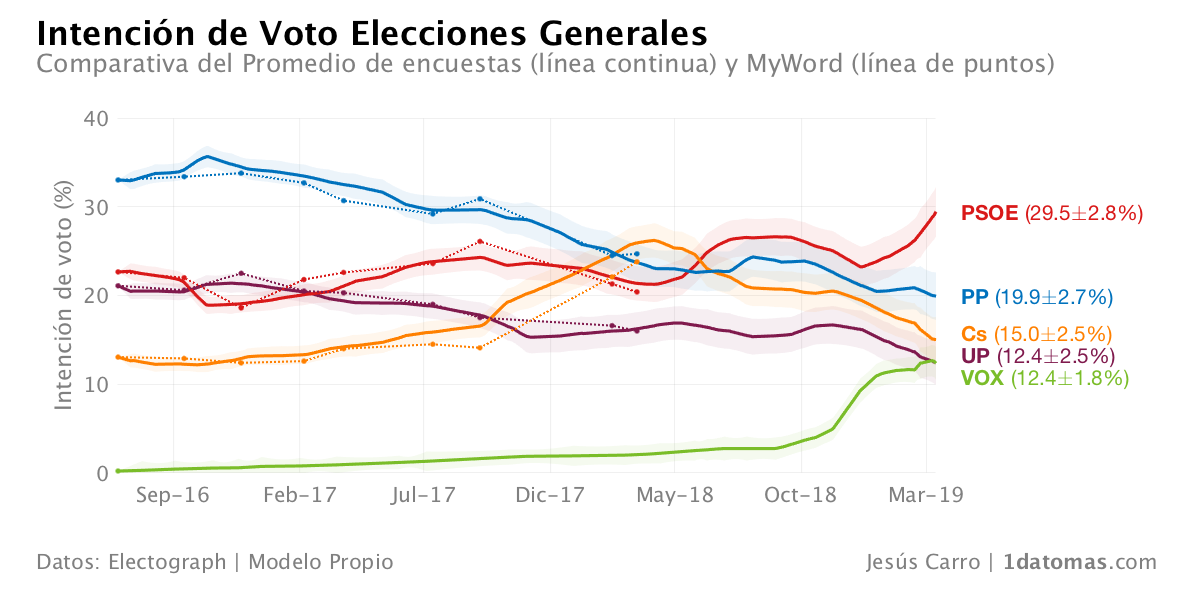 Intención de Voto Elecciones Generales
Comparativa del Promedio de encuestas (línea continua) y MyWord (línea de puntos)
Intención de voto (%)
40
30
20
10
0
Sep−16 Feb−17 Jul−17 Dic−17 May−18 Oct−18 Mar−19
PSOE (29.5±2.8%)
PP (19.9±2.7%)
Cs (15.0±2.5%)
UP (12.4±2.5%)
VOX (12.4±1.8%)
Datos: Electograph | Modelo Propio
Jesús Carro | 1datomas.com